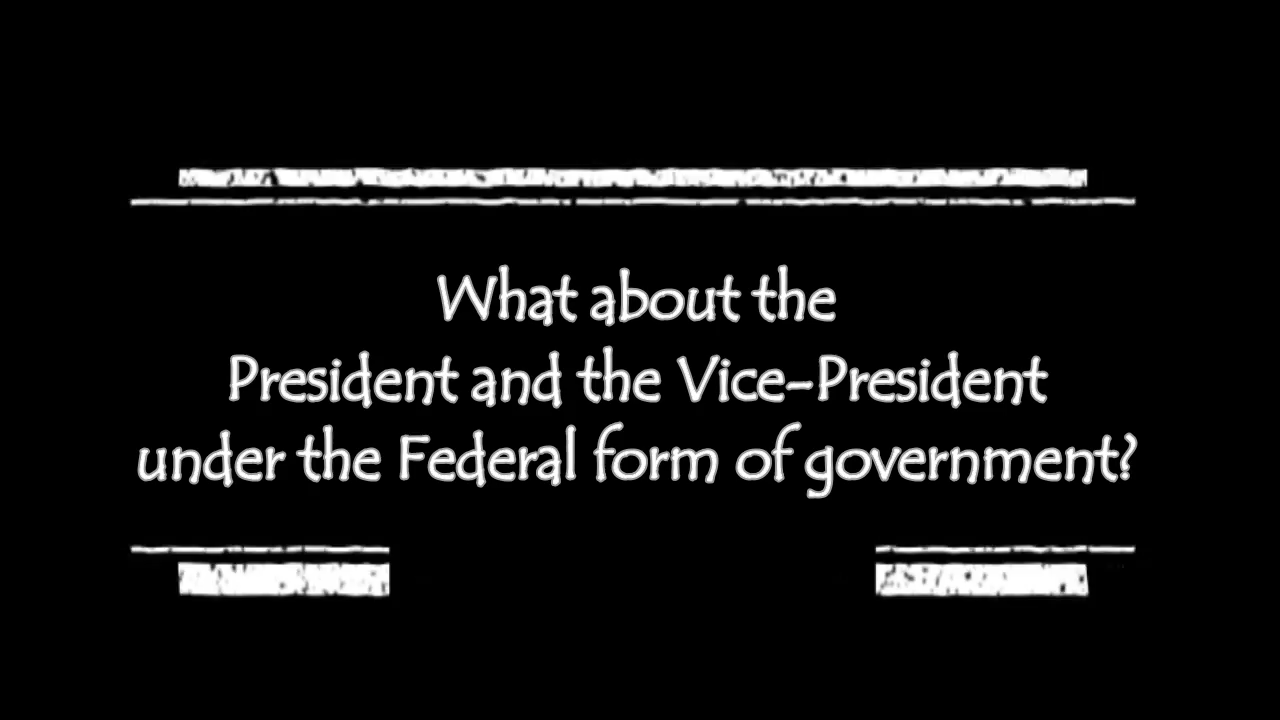 What about the
President and the Vice-President
under the Federal form of government?